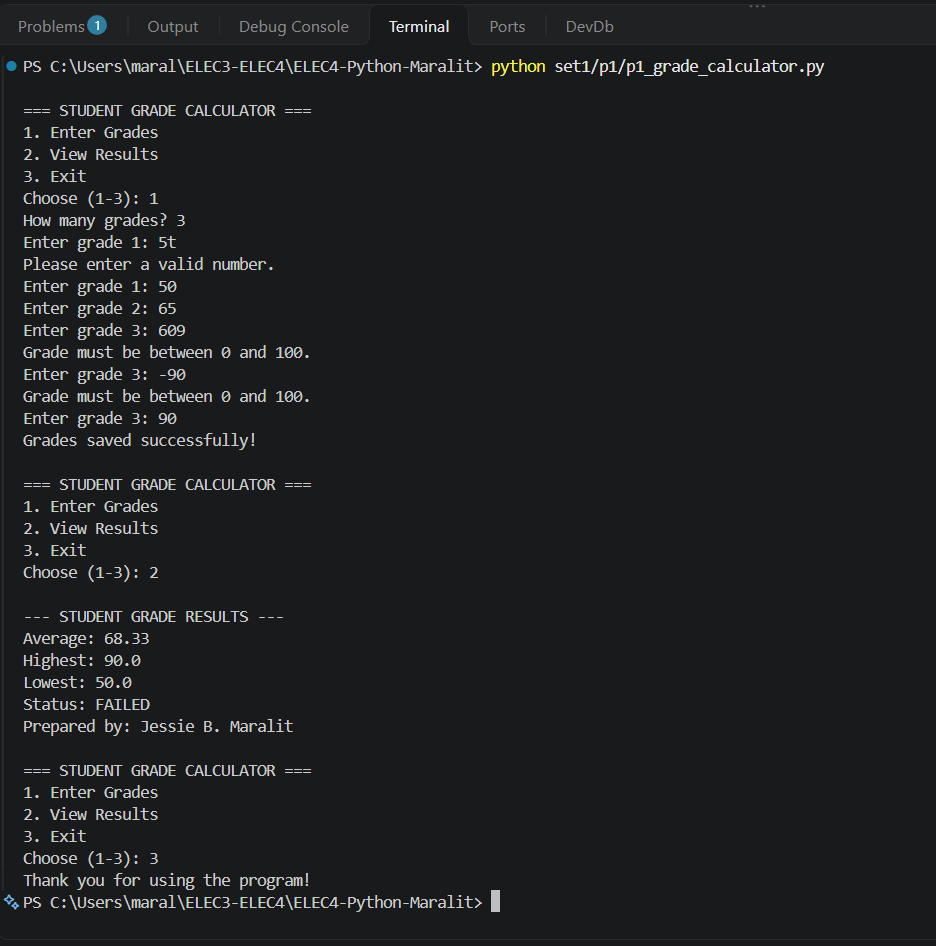 Problems 1 Output Debug Console Terminal Ports DevDb
PS C:\Users\maral\ELEC3-ELEC4\ELEC4-Python-Maralit> python set1/p1/p1_grade_calculator.py
=== STUDENT GRADE CALCULATOR ===
1. Enter Grades
2. View Results
3. Exit
Choose (1-3): 1
How many grades? 3
Enter grade 1: 5t
Please enter a valid number.
Enter grade 1: 50
Enter grade 2: 65
Enter grade 3: 609
Grade must be between 0 and 100.
Enter grade 3: -90
Grade must be between 0 and 100.
Enter grade 3: 90
Grades saved successfully!
=== STUDENT GRADE CALCULATOR ===
1. Enter Grades
2. View Results
3. Exit
Choose (1-3): 2
--- STUDENT GRADE RESULTS ---
Average: 68.33
Highest: 90.0
Lowest: 50.0
Status: FAILED
Prepared by: Jessie B. Maralit
=== STUDENT GRADE CALCULATOR ===
1. Enter Grades
2. View Results
3. Exit
Choose (1-3): 3
Thank you for using the program!
PS C:\Users\maral\ELEC3-ELEC4\ELEC4-Python-Maralit>